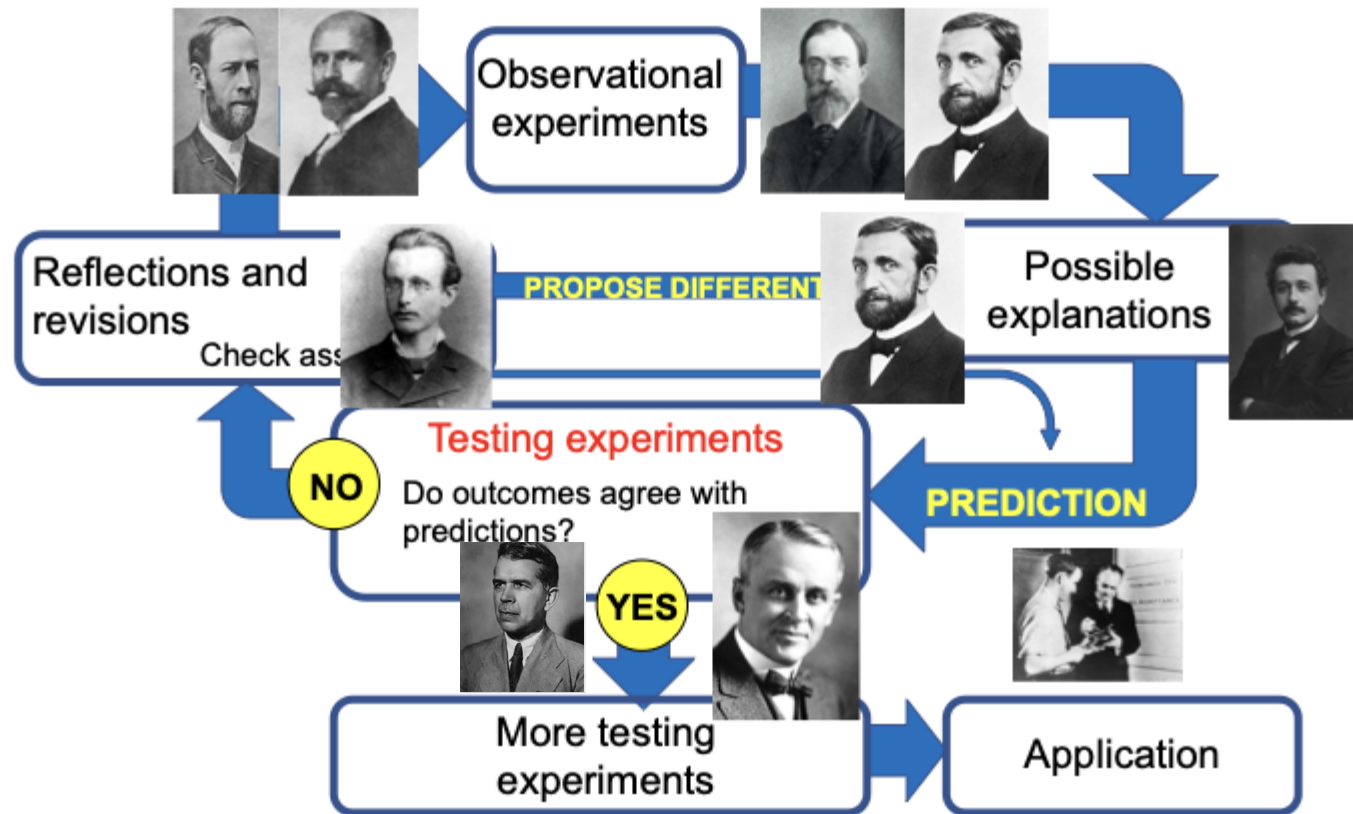 Observational
experiments
Reflections and
revisions
Check
PROPOSE DIFFERENT
Possible
explanations
Testing experiments
NO
Do outcomes agree with
predictions?
PREDICTION
YES
More testing
experiments
Application